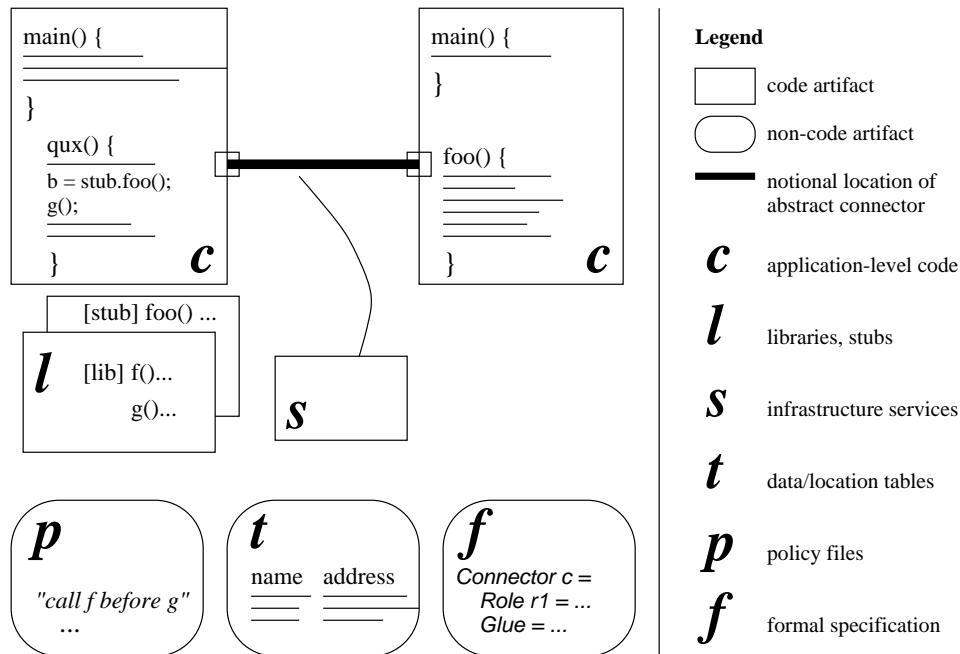 main() {
}
qux() {
b = stub.foo();
g();
}
c
main() {
}
foo() {
}
c
[stub] foo() ...
l
[lib] f()...
g()...
s
p
"call f before g"
...
t
name address
f
Connector c =
Role r1 = ...
Glue = ...
Legend
code artifact
non-code artifact
notional location of
abstract connector
c application-level code
l libraries, stubs
s infrastructure services
t data/location tables
p policy files
f formal specification